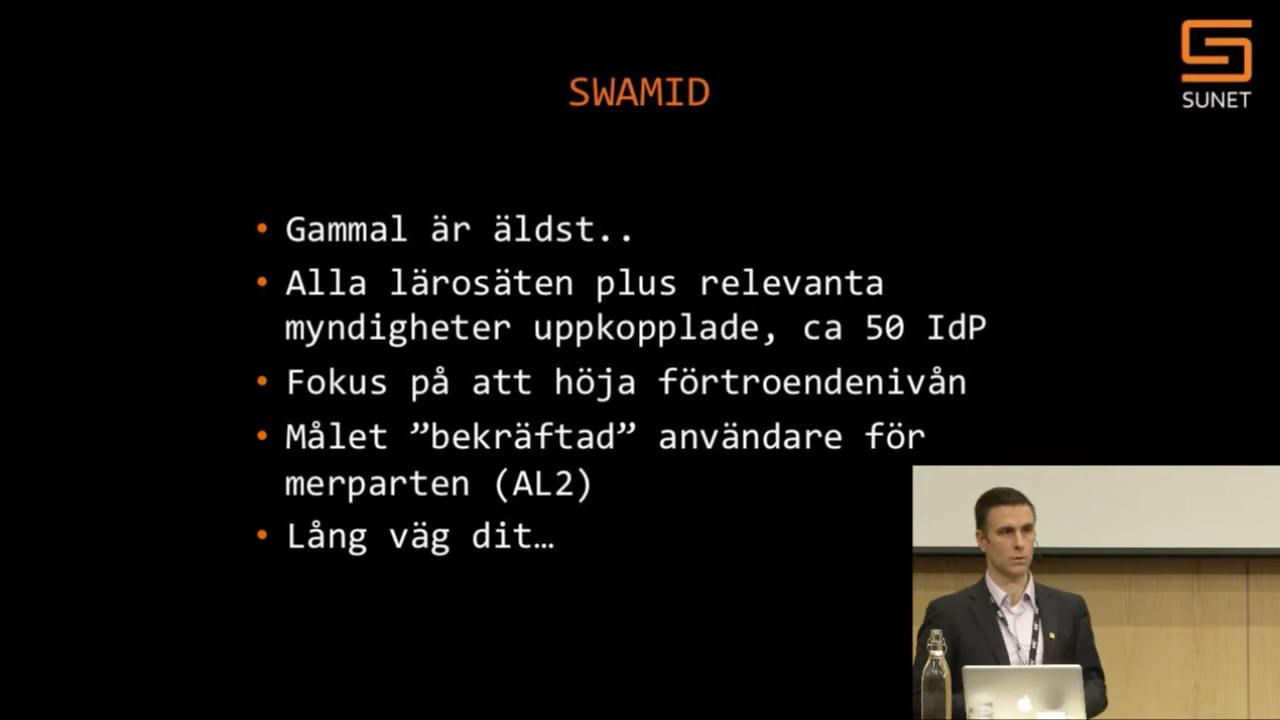 SWAMID
SUNET
• Gammal är äldst..
• Alla lärosäten plus relevanta
myndigheter uppkopplade, ca 50 IdP
• Fokus på att höja förtroendenivån
• Målet ”bekräftad” användare för
merparten (AL2)
• Lång väg dit…